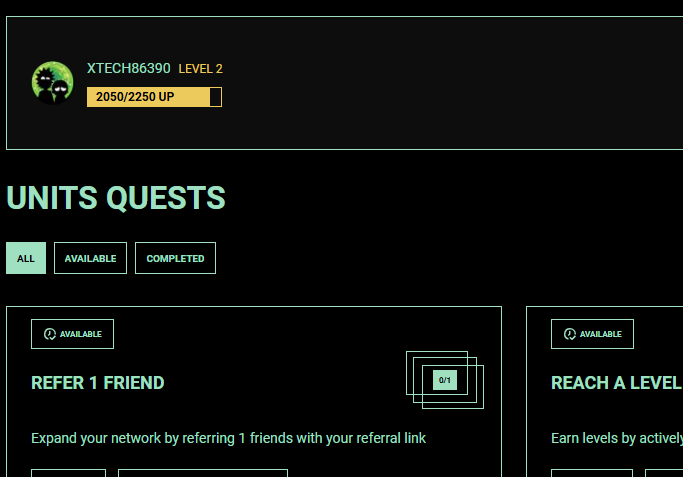 XTECH86390 LEVEL 2
2050/2250 UP
UNITS QUESTS
ALL AVAILABLE COMPLETED
AVAILABLE
REFER 1 FRIEND
0/1
Expand your network by referring 1 friends with your referral link
AVAILABLE
REACH A LEVEL
Earn levels by actively